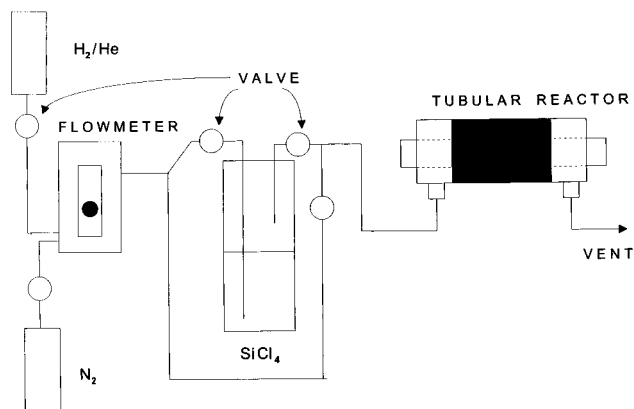 H₂/He
VALVE
FLOWMETER
TUBULAR REACTOR
VENT
SiCl₄
N₂